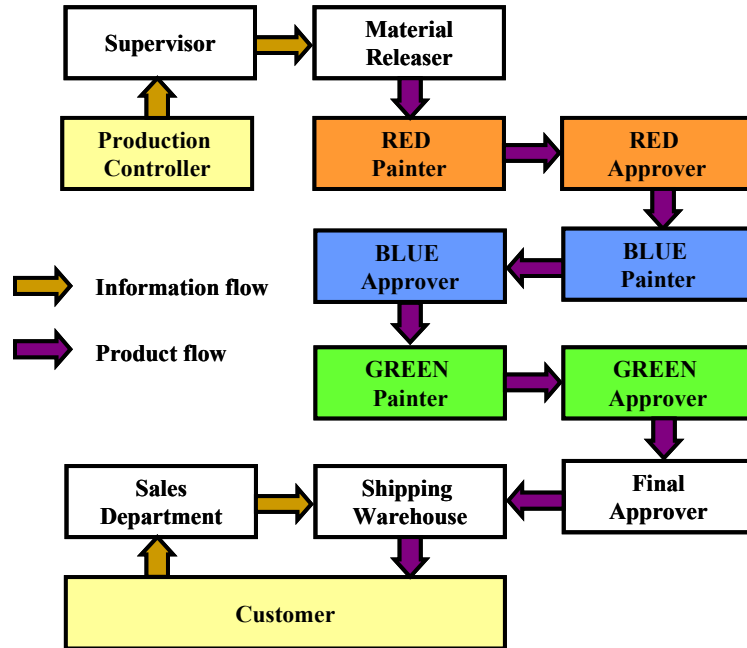 Supervisor
Material
Releaser
Production
Controller
RED
Painter
RED
Approver
BLUE
Approver
BLUE
Painter
Information flow
Product flow
GREEN
Painter
GREEN
Approver
Sales
Department
Shipping
Warehouse
Final
Approver
Customer